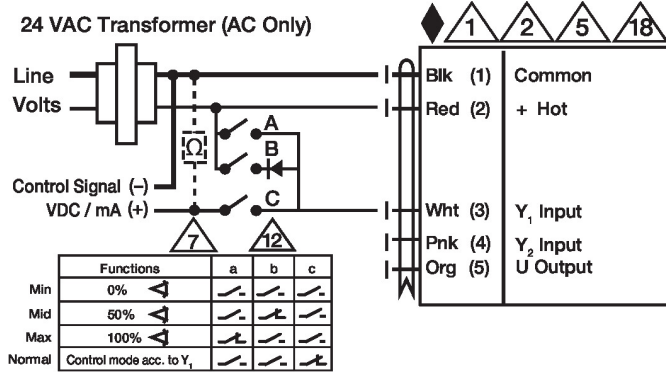 24 VAC Transformer (AC Only)
1 2 5 18
Line
Volts
Blk (1) Common
Red (2) + Hot
A
B
Ω
C
Control Signal (−)
VDC / mA (+)
Wht (3) Y1 Input
Pnk (4) Y2 Input
Org (5) U Output
7 12
Functions a b c
Min 0%
Mid 50%
Max 100%
Normal Control mode acc. to Y1